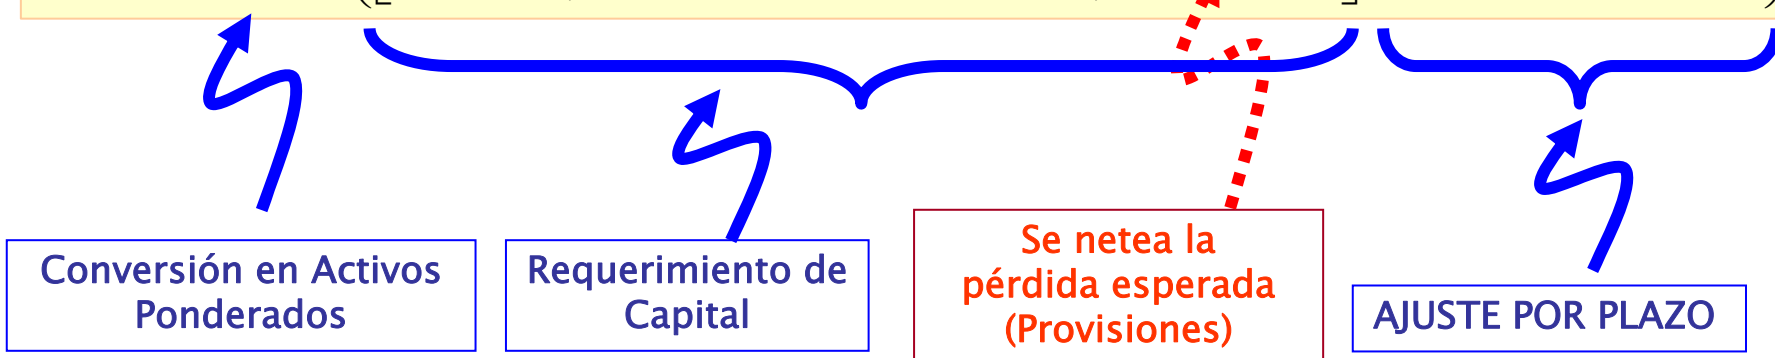 Conversión en Activos
Ponderados
Requerimiento de
Capital
Se netea la
pérdida esperada
(Provisiones)
AJUSTE POR PLAZO